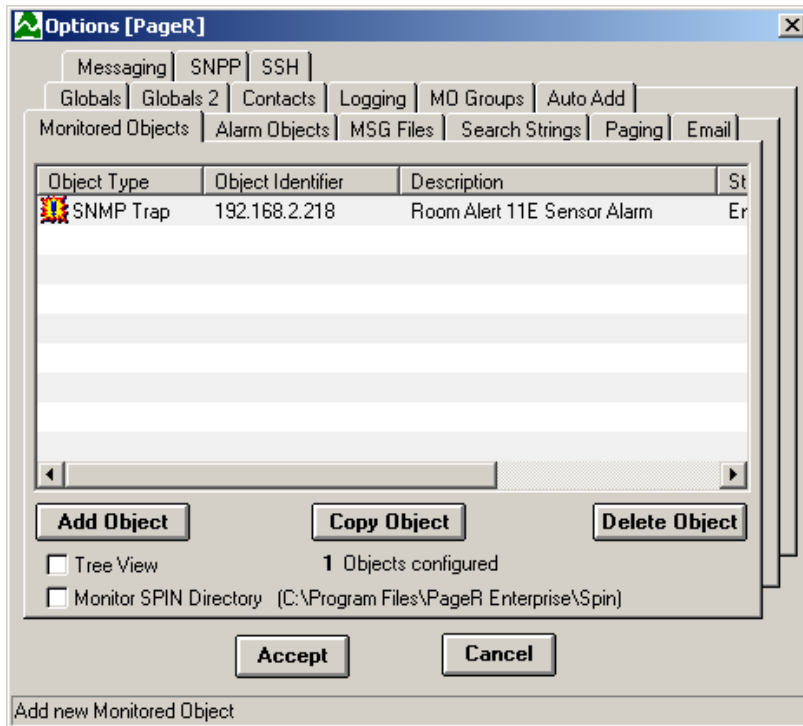 Options [PageR]
Messaging SNPP SSH
Globals Globals 2 Contacts Logging MO Groups Auto Add
Monitored Objects Alarm Objects MSG Files Search Strings Paging Email
Object Type Object Identifier Description St
SNMP Trap 192.168.2.218 Room Alert 11E Sensor Alarm Er
Add Object Copy Object Delete Object
Tree View 1 Objects configured
Monitor SPIN Directory (C:\Program Files\PageR Enterprise\Spin)
Accept Cancel
Add new Monitored Object